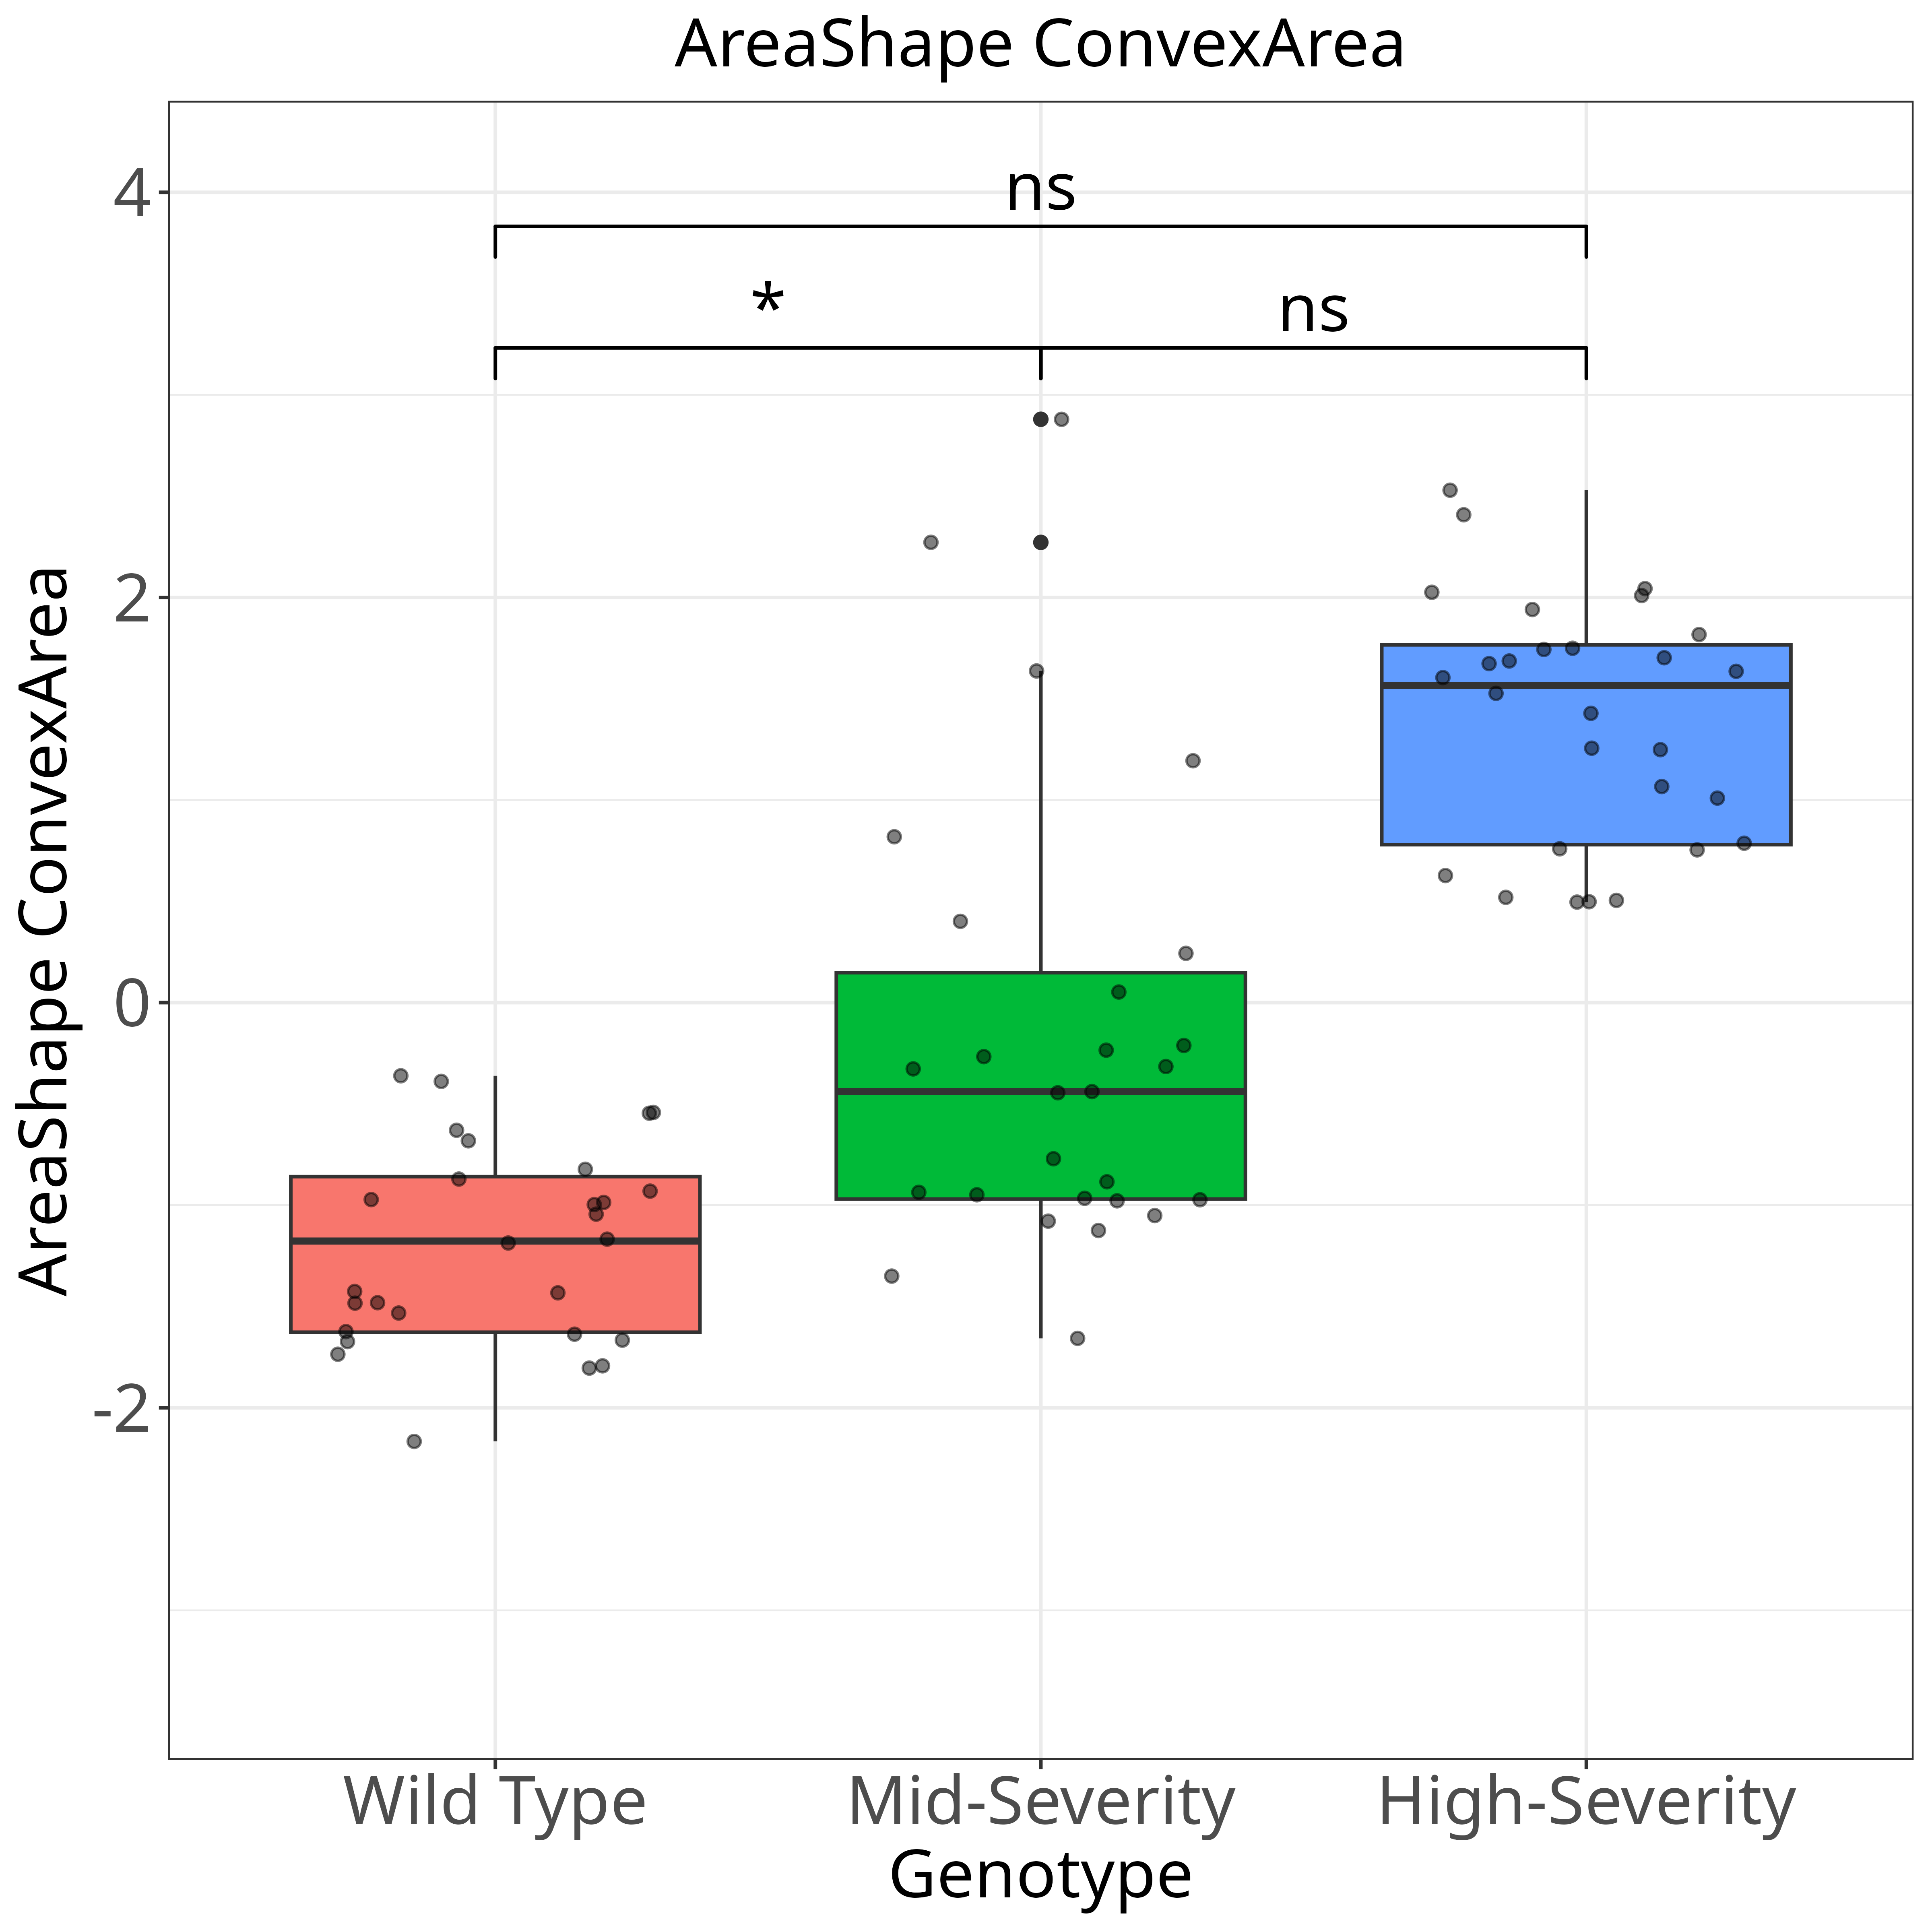 AreaShape ConvexArea
ns
* ns
4
2
0
-2
AreaShape ConvexArea
Wild Type Mid-Severity High-Severity
Genotype